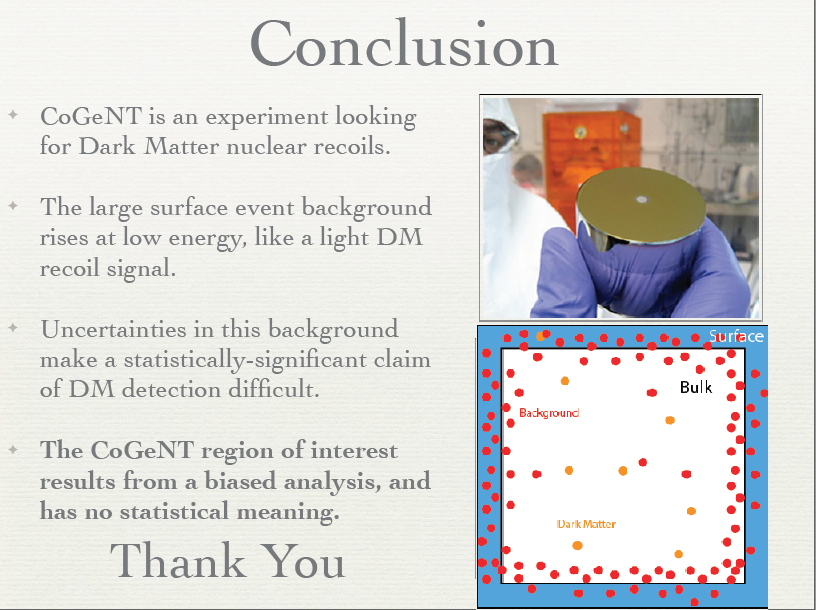 Conclusion
CoGeNT is an experiment looking
for Dark Matter nuclear recoils.
The large surface event background
rises at low energy, like a light DM
recoil signal.
Uncertainties in this background
make a statistically-significant claim
of DM detection difficult.
The CoGeNT region of interest
results from a biased analysis, and
has no statistical meaning.
Thank You
Surface
Bulk
Background
Dark Matter